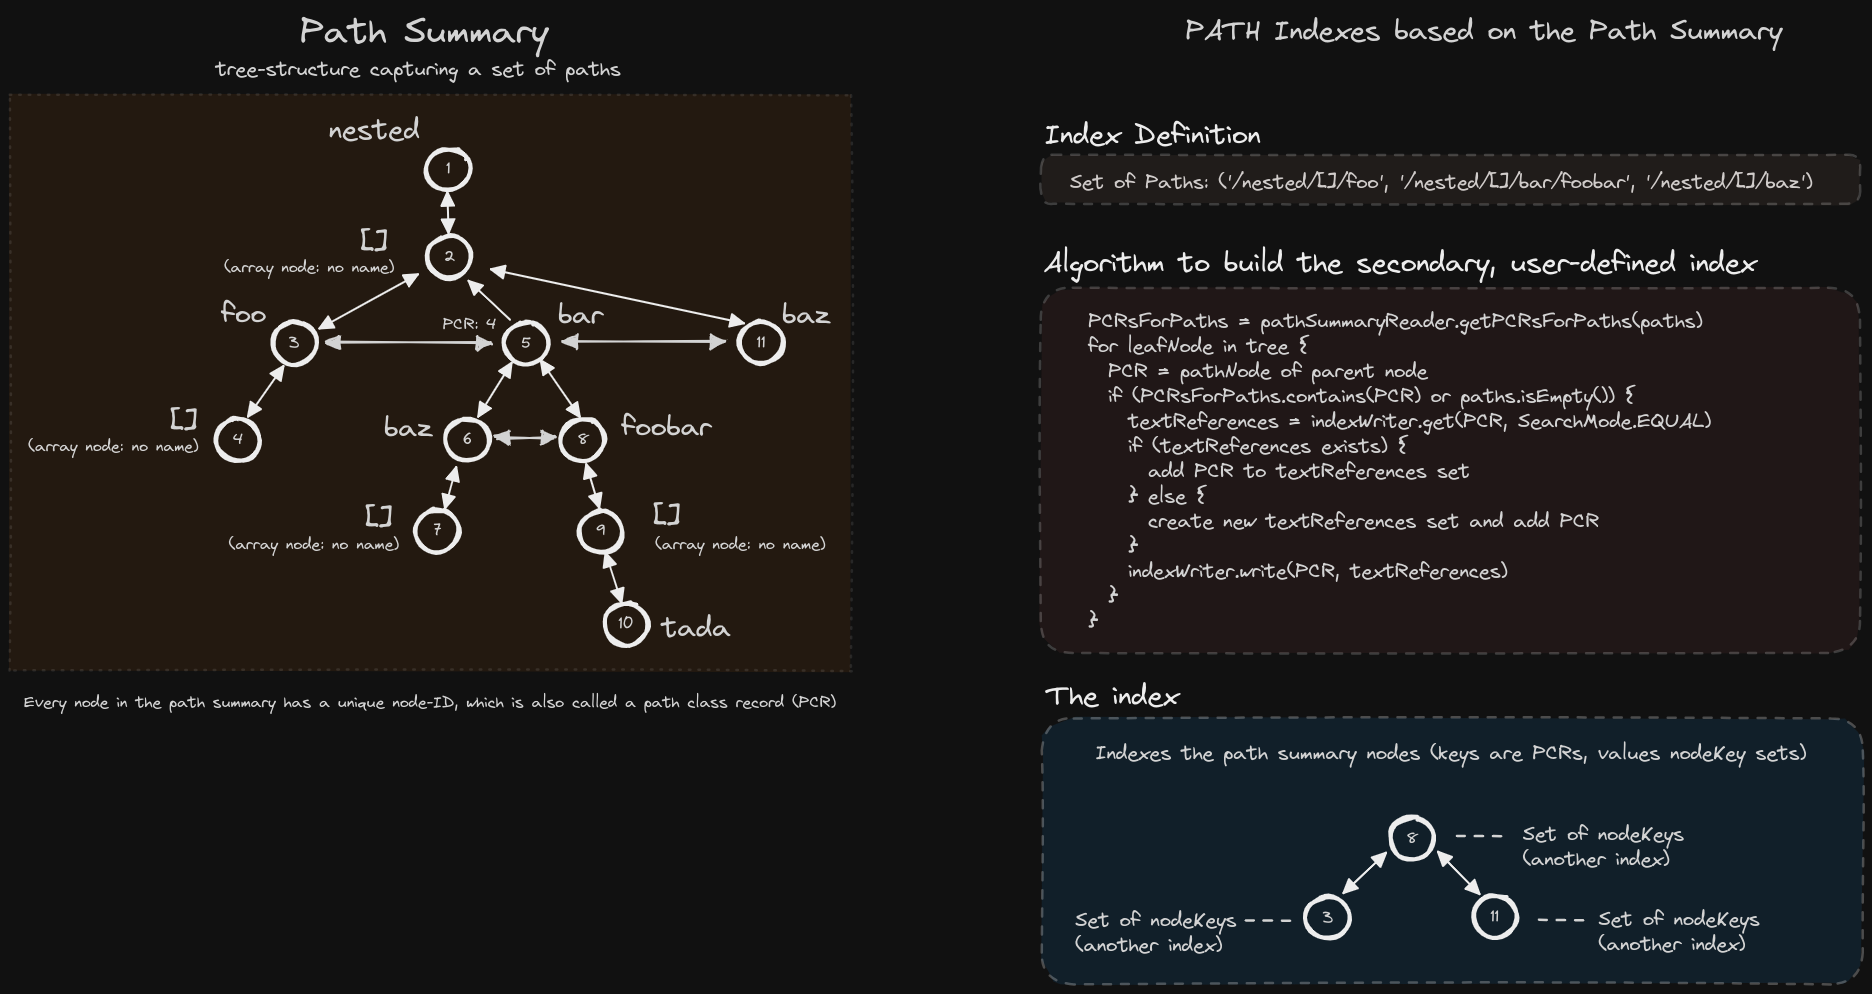 Path Summary
tree-structure capturing a set of paths
nested
1
[]
(array node: no name)
2
foo
3
PCR: 4
bar
5
baz
11
[]
(array node: no name)
4
baz
6
8
foobar
[]
(array node: no name)
7
9
[]
(array node: no name)
10
tada
Every node in the path summary has a unique node-ID, which is also called a path class record (PCR)
PATH Indexes based on the Path Summary
Index Definition
Set of Paths: ('/nested/[]/foo', '/nested/[]/bar/foobar', '/nested/[]/baz')
Algorithm to build the secondary, user-defined index
PCRsForPaths = pathSummaryReader.getPCRsForPaths(paths)
for leafNode in tree {
PCR = pathNode of parent node
if (PCRsForPaths.contains(PCR) or paths.isEmpty()) {
textReferences = indexWriter.get(PCR, SearchMode.EQUAL)
if (textReferences exists) {
add PCR to textReferences set
} else {
create new textReferences set and add PCR
}
indexWriter.write(PCR, textReferences)
}
}
The index
Indexes the path summary nodes (keys are PCRs, values nodeKey sets)
8
Set of nodeKeys
(another index)
Set of nodeKeys
(another index)
3
11
Set of nodeKeys
(another index)